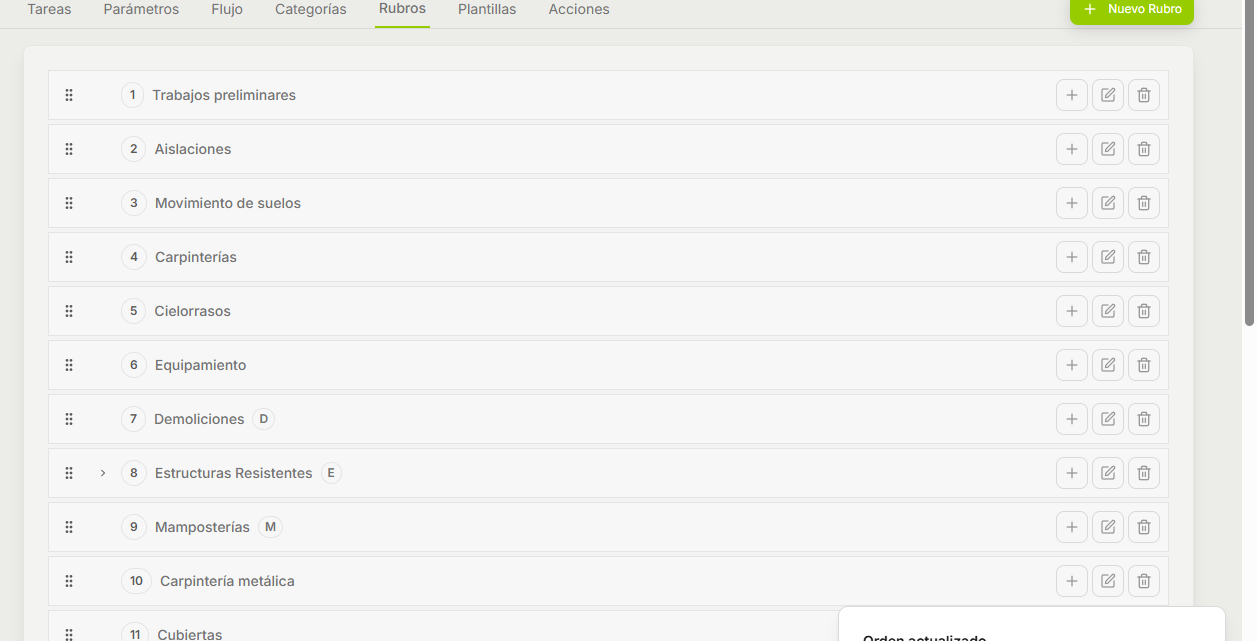 Tareas Parámetros Flujo Categorías Rubros Plantillas Acciones
+ Nuevo Rubro
1 Trabajos preliminares
2 Aislaciones
3 Movimiento de suelos
4 Carpinterías
5 Cielorrasos
6 Equipamiento
7 Demoliciones D
8 Estructuras Resistentes E
9 Mamposterías M
10 Carpintería metálica
11 Cubiertas
Orden actualizado